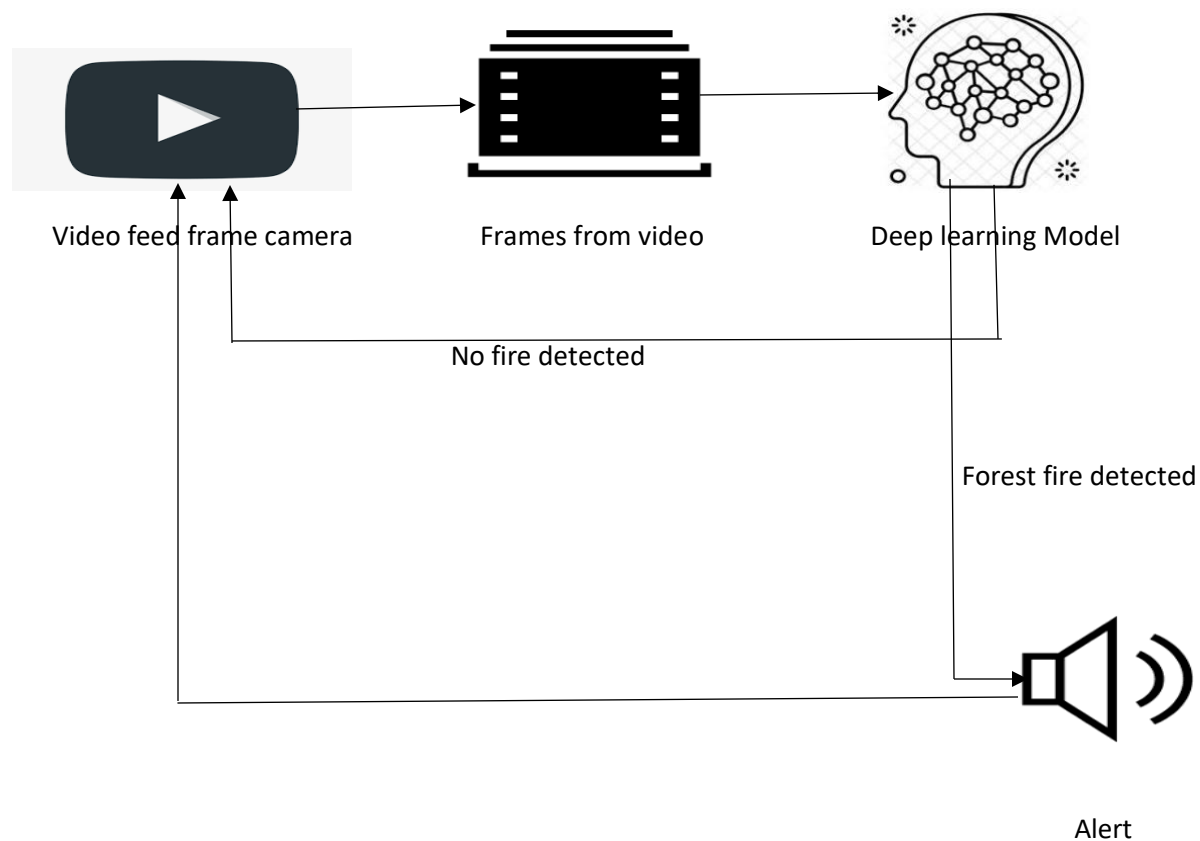 Video feed frame camera
Frames from video
Deep learning Model
No fire detected
Forest fire detected
Alert